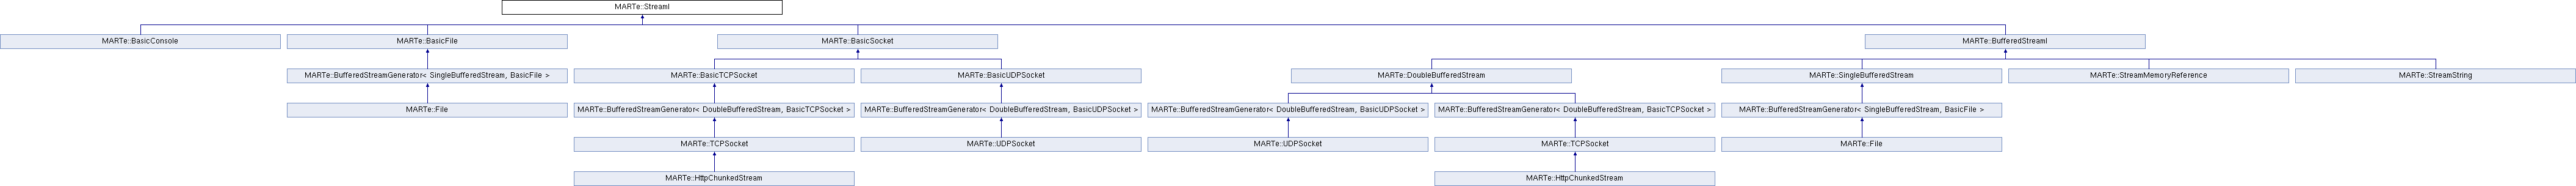 MARTe::StreamI
MARTe::BasicConsole
MARTe::BasicFile
MARTe::BasicSocket
MARTe::BufferedStreamI
MARTe::BufferedStreamGenerator< SingleBufferedStream, BasicFile >
MARTe::BasicTCPSocket
MARTe::BasicUDPSocket
MARTe::DoubleBufferedStream
MARTe::SingleBufferedStream
MARTe::StreamMemoryReference
MARTe::StreamString
MARTe::File
MARTe::BufferedStreamGenerator< DoubleBufferedStream, BasicTCPSocket >
MARTe::BufferedStreamGenerator< DoubleBufferedStream, BasicUDPSocket >
MARTe::BufferedStreamGenerator< DoubleBufferedStream, BasicUDPSocket >
MARTe::BufferedStreamGenerator< DoubleBufferedStream, BasicTCPSocket >
MARTe::BufferedStreamGenerator< SingleBufferedStream, BasicFile >
MARTe::TCPSocket
MARTe::UDPSocket
MARTe::UDPSocket
MARTe::TCPSocket
MARTe::File
MARTe::HttpChunkedStream
MARTe::HttpChunkedStream